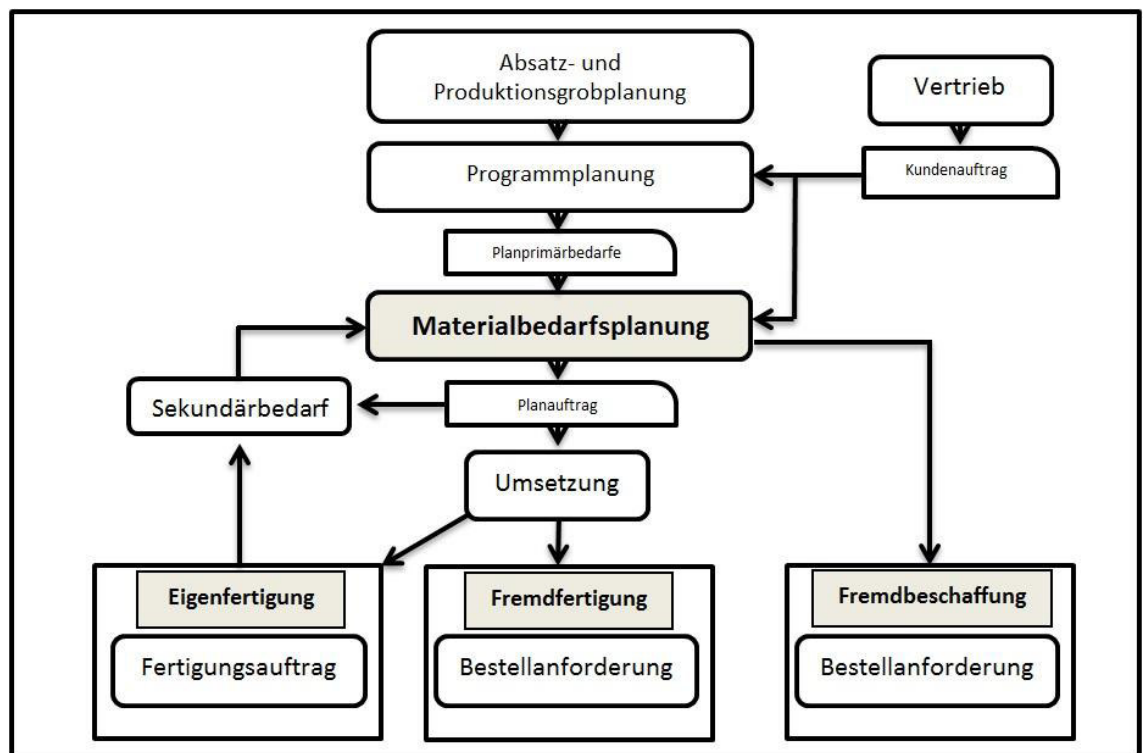 Absatz- und
Produktionsgrobplanung
Vertrieb
Programmplanung
Kundenauftrag
Planprimärbedarfe
Materialbedarfsplanung
Sekundärbedarf
Planauftrag
Umsetzung
Eigenfertigung
Fertigungsauftrag
Fremdfertigung
Bestellanforderung
Fremdbeschaffung
Bestellanforderung